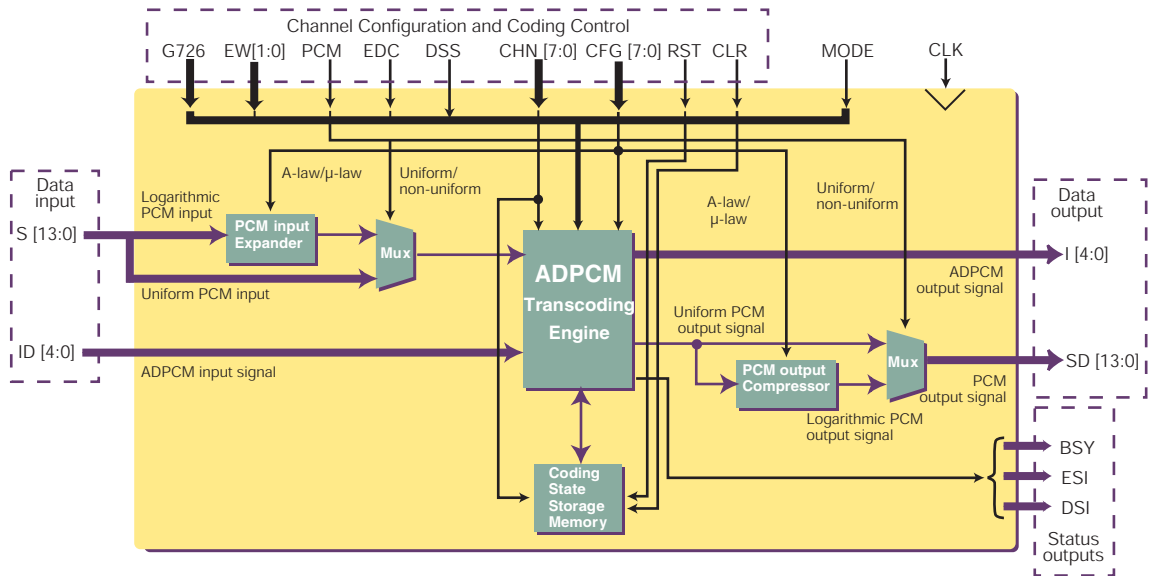 Channel Configuration and Coding Control
G726 EW[1:0] PCM EDC DSS CHN [7:0] CFG [7:0] RST CLR MODE CLK
Data
input
S [13:0]
ID [4:0]
Logarithmic
PCM input
A-law/μ-law
Uniform/
non-uniform
PCM input
Expander
Mux
Uniform PCM input
ADPCM input signal
ADPCM
Transcoding
Engine
A-law/
μ-law
Uniform/
non-uniform
Uniform PCM
output signal
PCM output
Compressor
Mux
Logarithmic PCM
output signal
ADPCM
output signal
PCM
output signal
Coding
State
Storage
Memory
Data
output
I [4:0]
SD [13:0]
BSY
ESI
DSI
Status
outputs